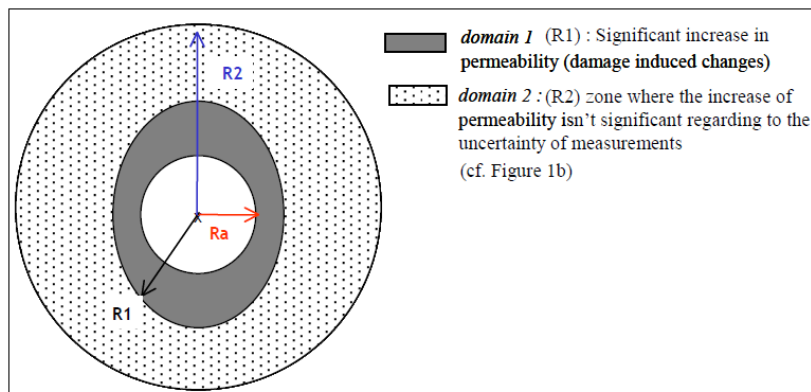 R2
Ra
R1
domain 1 (R1) : Significant increase in
permeability (damage induced changes)
domain 2 : (R2) zone where the increase of
permeability isn't significant regarding to the
uncertainty of measurements
(cf. Figure 1b)